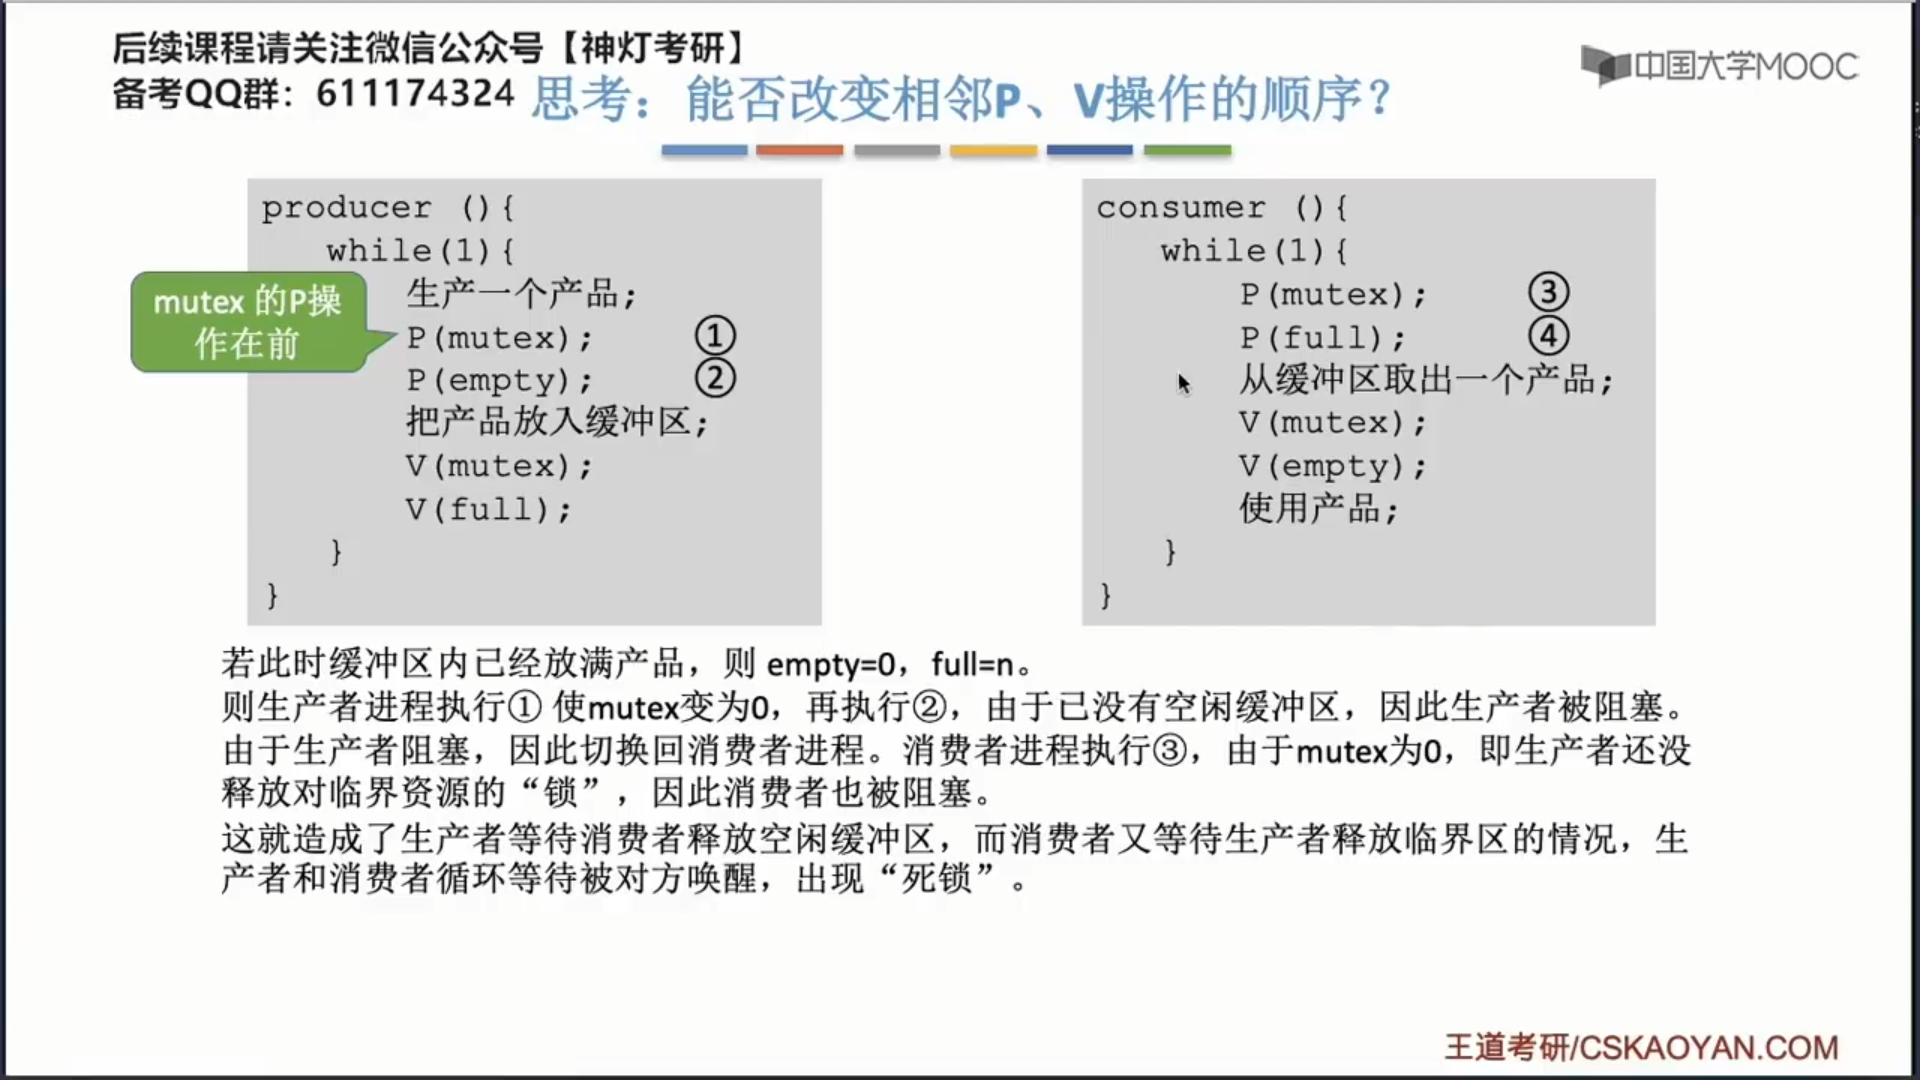 后续课程请关注微信公众号【神灯考研】
备考QQ群：611174324
中国大学MOOC
思考：能否改变相邻P、V操作的顺序？
producer (){
while(1){
生产一个产品;
P(mutex); ①
P(empty); ②
把产品放入缓冲区;
V(mutex);
V(full);
}
}
mutex 的P操
作在前
consumer (){
while(1){
P(mutex); ③
P(full); ④
从缓冲区取出一个产品;
V(mutex);
V(empty);
使用产品;
}
}
若此时缓冲区内已经放满产品，则 empty=0，full=n。
则生产者进程执行① 使mutex变为0，再执行②，由于已没有空闲缓冲区，因此生产者被阻塞。
由于生产者阻塞，因此切换回消费者进程。消费者进程执行③，由于mutex为0，即生产者还没
释放对临界资源的“锁”，因此消费者也被阻塞。
这就造成了生产者等待消费者释放空闲缓冲区，而消费者又等待生产者释放临界区的情况，生
产者和消费者循环等待被对方唤醒，出现“死锁”。
王道考研/CSKAOYAN.COM